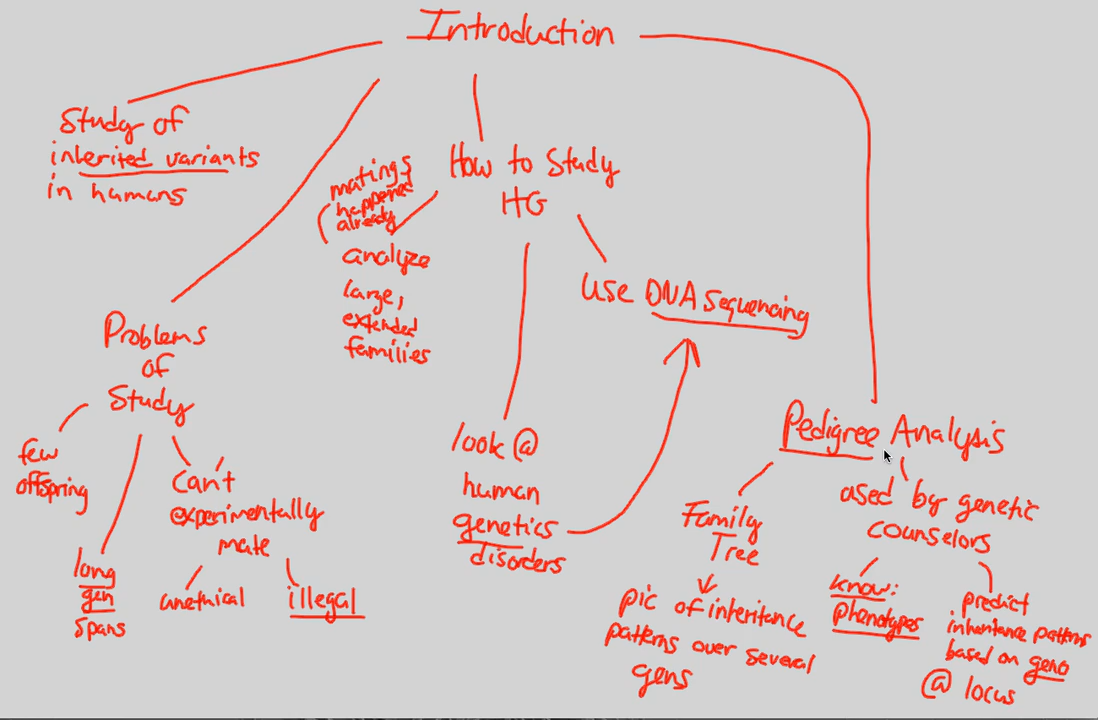 Introduction
Study of
inherited variants
in humans
How to Study
HG
matings
happened
already
analyze
large,
extended
families
use DNA sequencing
Problems
of
Study
few
offspring
long
gen
spans
Can't
experimentally
mate
unethical
illegal
look @
human
genetics
disorders
Pedigree Analysis
Family
Tree
pic of inheritance
patterns over several
gens
used by genetic
counselors
know:
phenotypes
predict
inheritance patterns
based on geno
@ locus